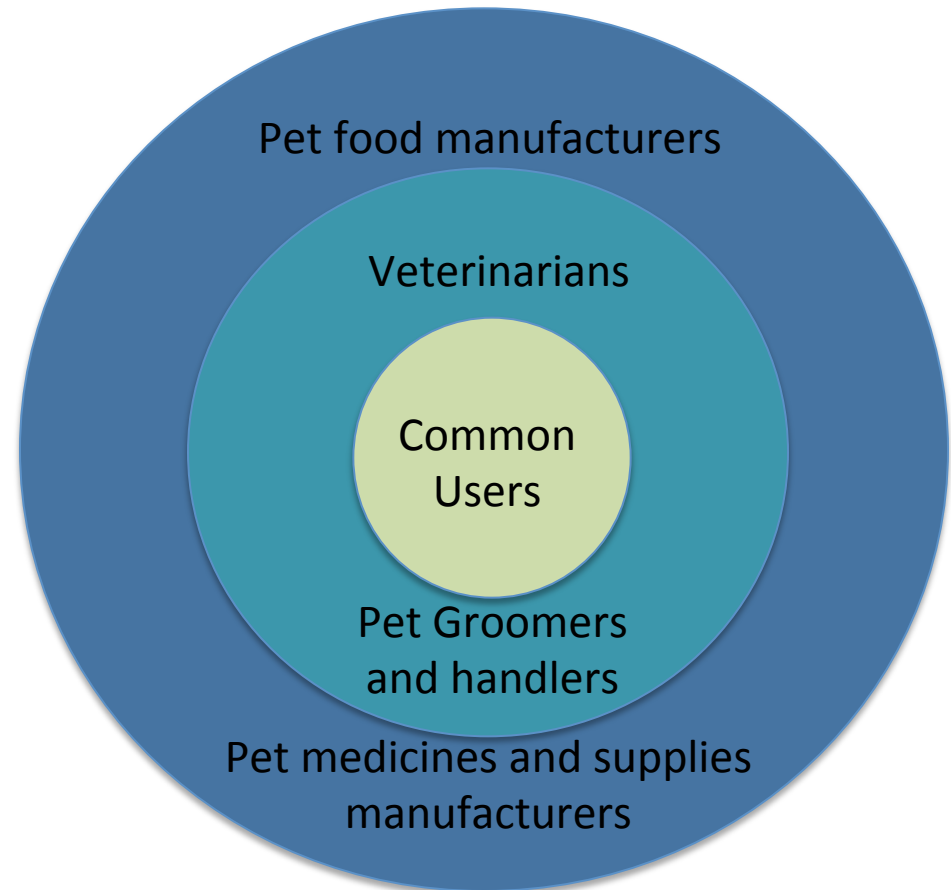 Pet food manufacturers
Veterinarians
Common
Users
Pet Groomers
and handlers
Pet medicines and supplies
manufacturers